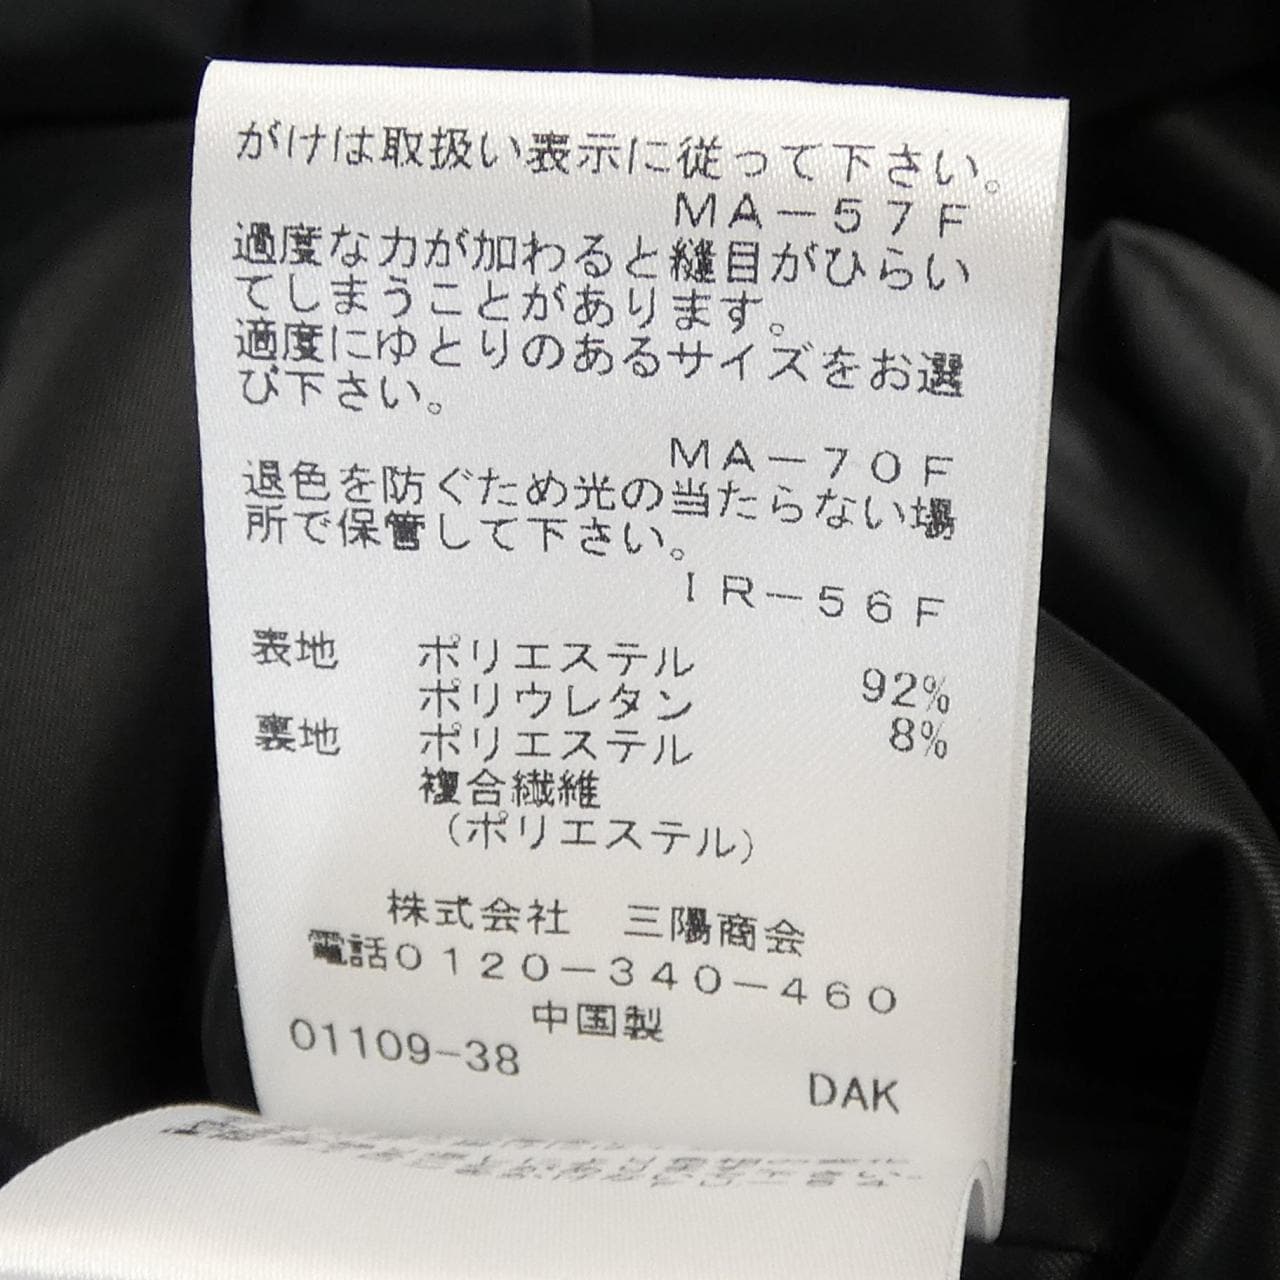 がけは取扱い表示に従って下さい。
ＭＡ－５７Ｆ
過度な力が加わると縫目がひらい
てしまうことがあります。
適度にゆとりのあるサイズをお選
び下さい。
ＭＡ－７０Ｆ
退色を防ぐため光の当たらない場
所で保管して下さい。
ＩＲ－５６Ｆ
表地 ポリエステル 92%
ポリウレタン 8%
裏地 ポリエステル
複合繊維
（ポリエステル）
株式会社 三陽商会
電話０１２０－３４０－４６０
中国製
01109-38
DAK